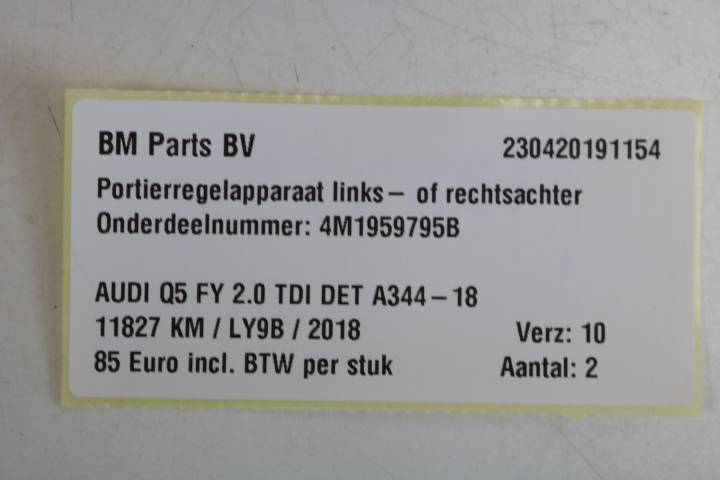 BM Parts BV 230420191154
Portierregelapparaat links- of rechtsachter
Onderdeelnummer: 4M1959795B
AUDI Q5 FY 2.0 TDI DET A344-18
11827 KM / LY9B / 2018 Verz: 10
85 Euro incl. BTW per stuk Aantal: 2